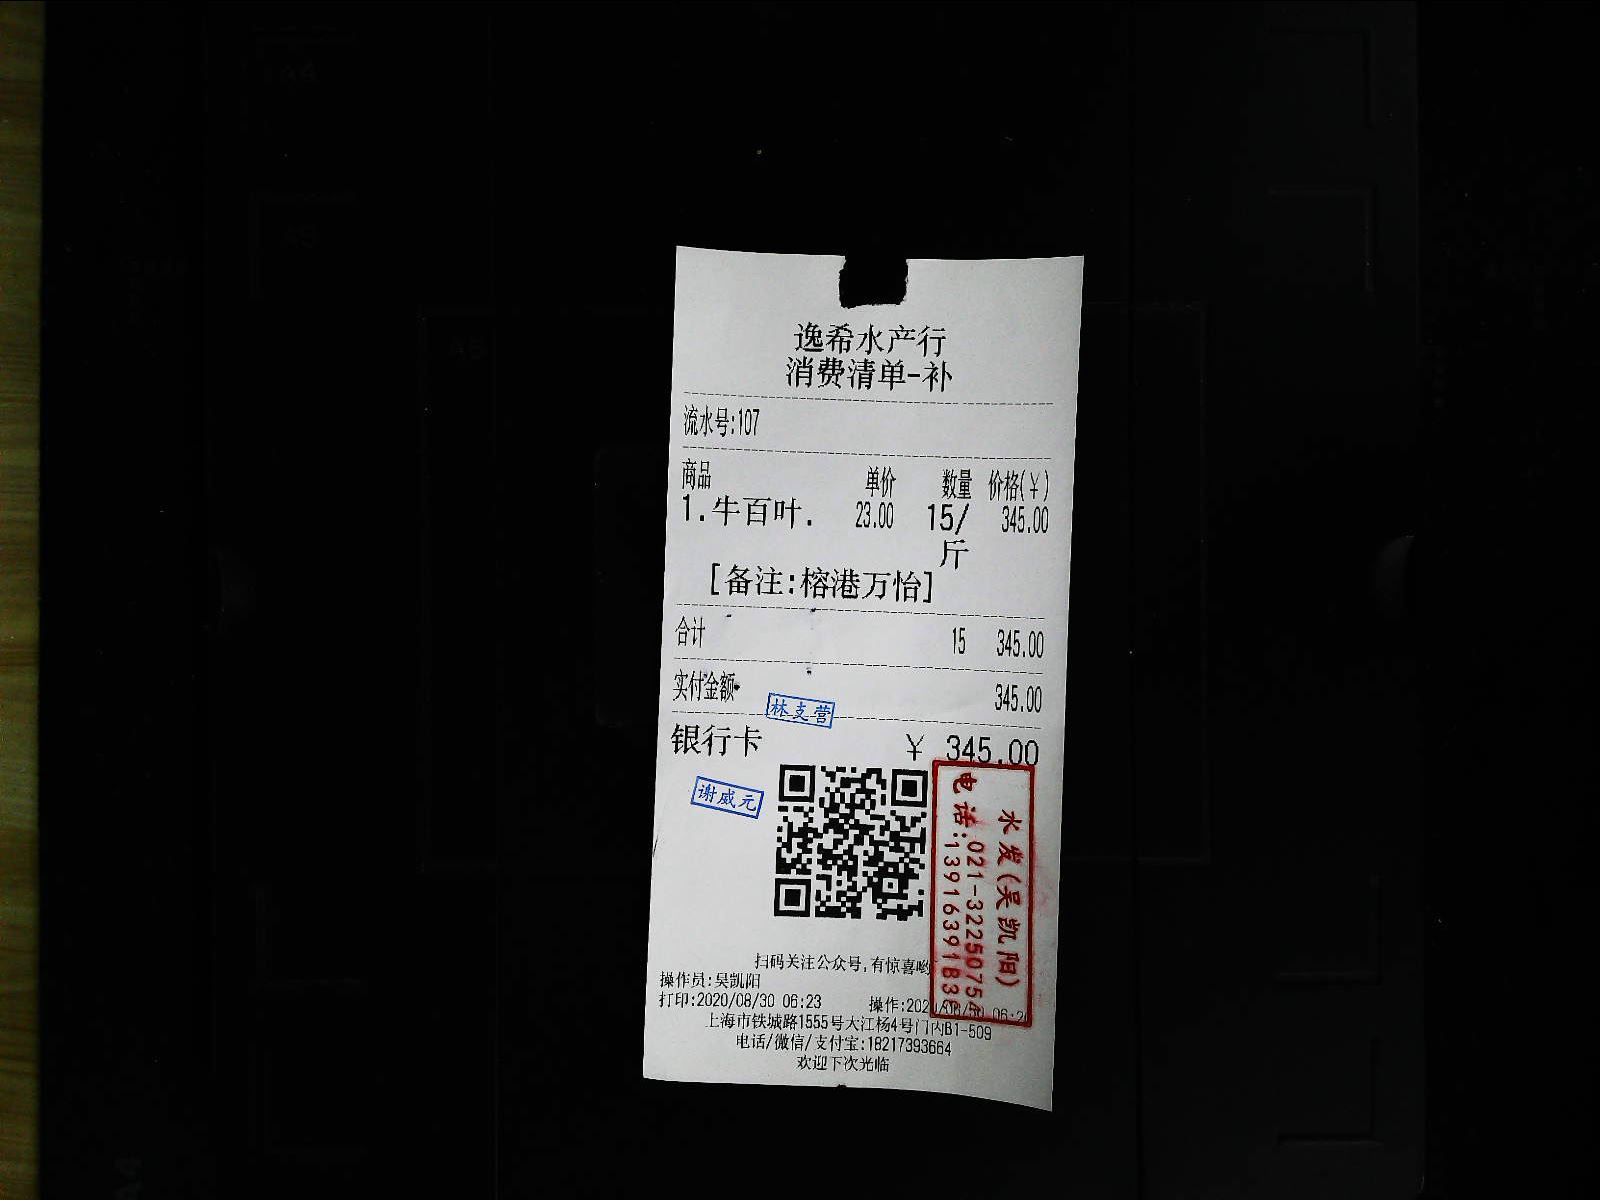 逸希水产行
消费清单-补
流水号:107
商品 单价 数量 价格(￥)
1.牛百叶. 23.00 15/斤 345.00
[备注:榕港万怡]
合计 15 345.00
实付金额 345.00
林支营
银行卡 ￥ 345.00
谢威元
水发(吴凯阳)
电话:021-32250754
扫码关注公众号,有惊喜哟
操作员:吴凯阳
打印:2020/08/30 06:23 操作:
上海市铁城路1555号大江杨4号门内B1-509
电话/微信/支付宝:18217393664
欢迎下次光临